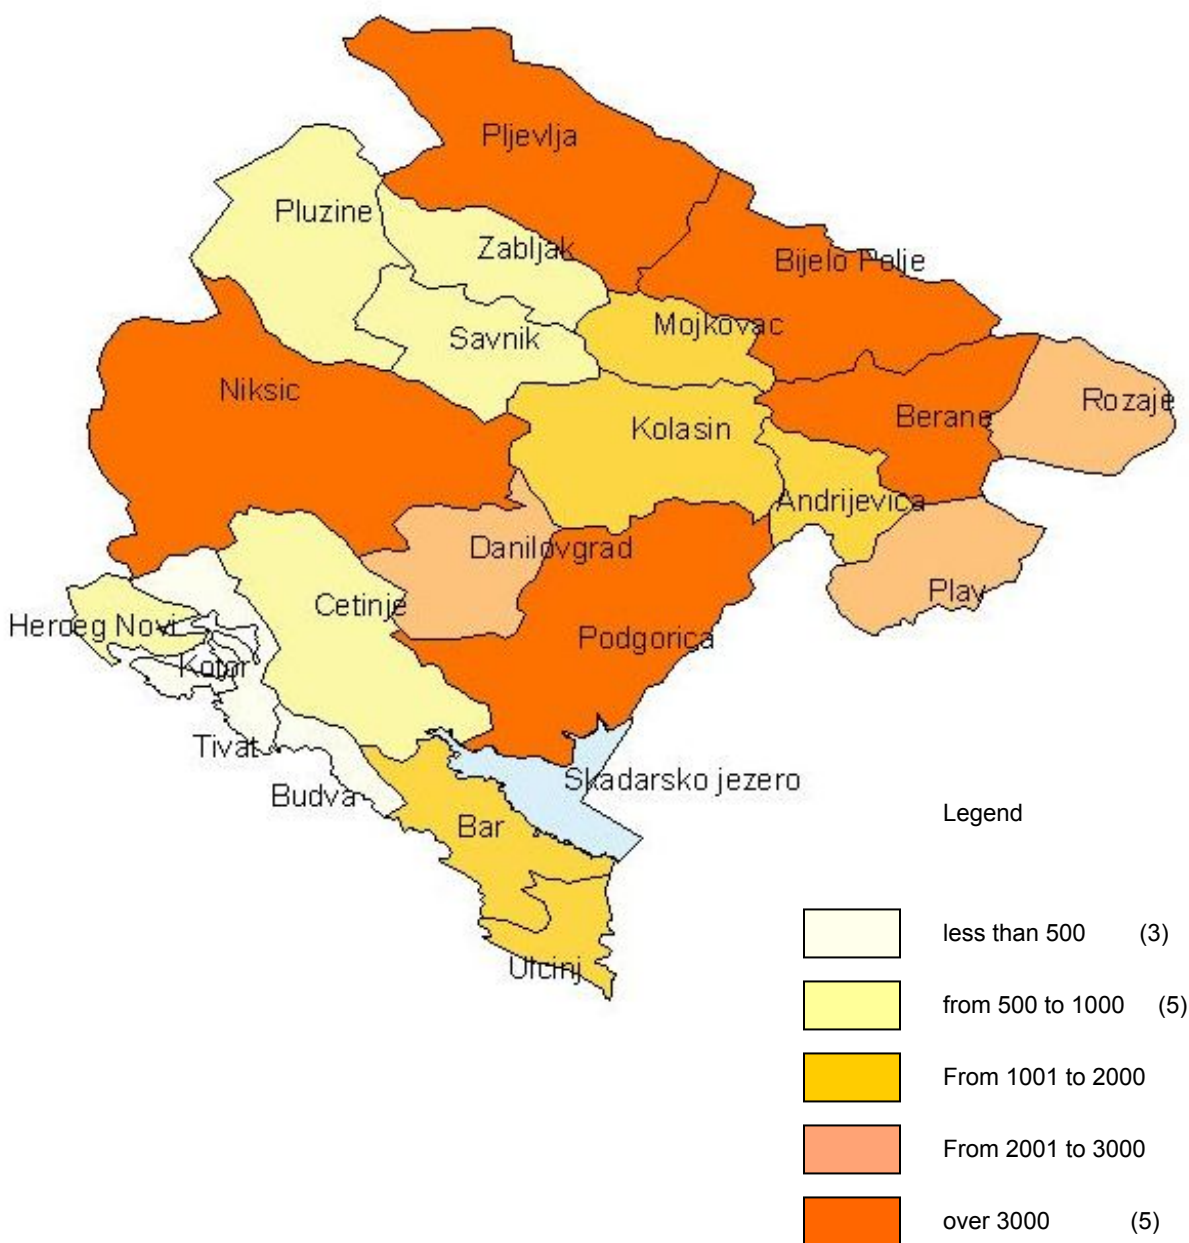 Pljevlja
Pluzine
Zabljak
Bijelo Polje
Mojkovac
Savnik
Niksic
Rozaje
Berane
Kolasin
Andrijevica
Danilovgrad
Plav
Cetinje
Herceg Novi
Podgorica
Kotor
Tivat
Skadarsko jezero
Budva
Bar
Ulcinj
Legend
less than 500 (3)
from 500 to 1000 (5)
From 1001 to 2000
From 2001 to 3000
over 3000 (5)